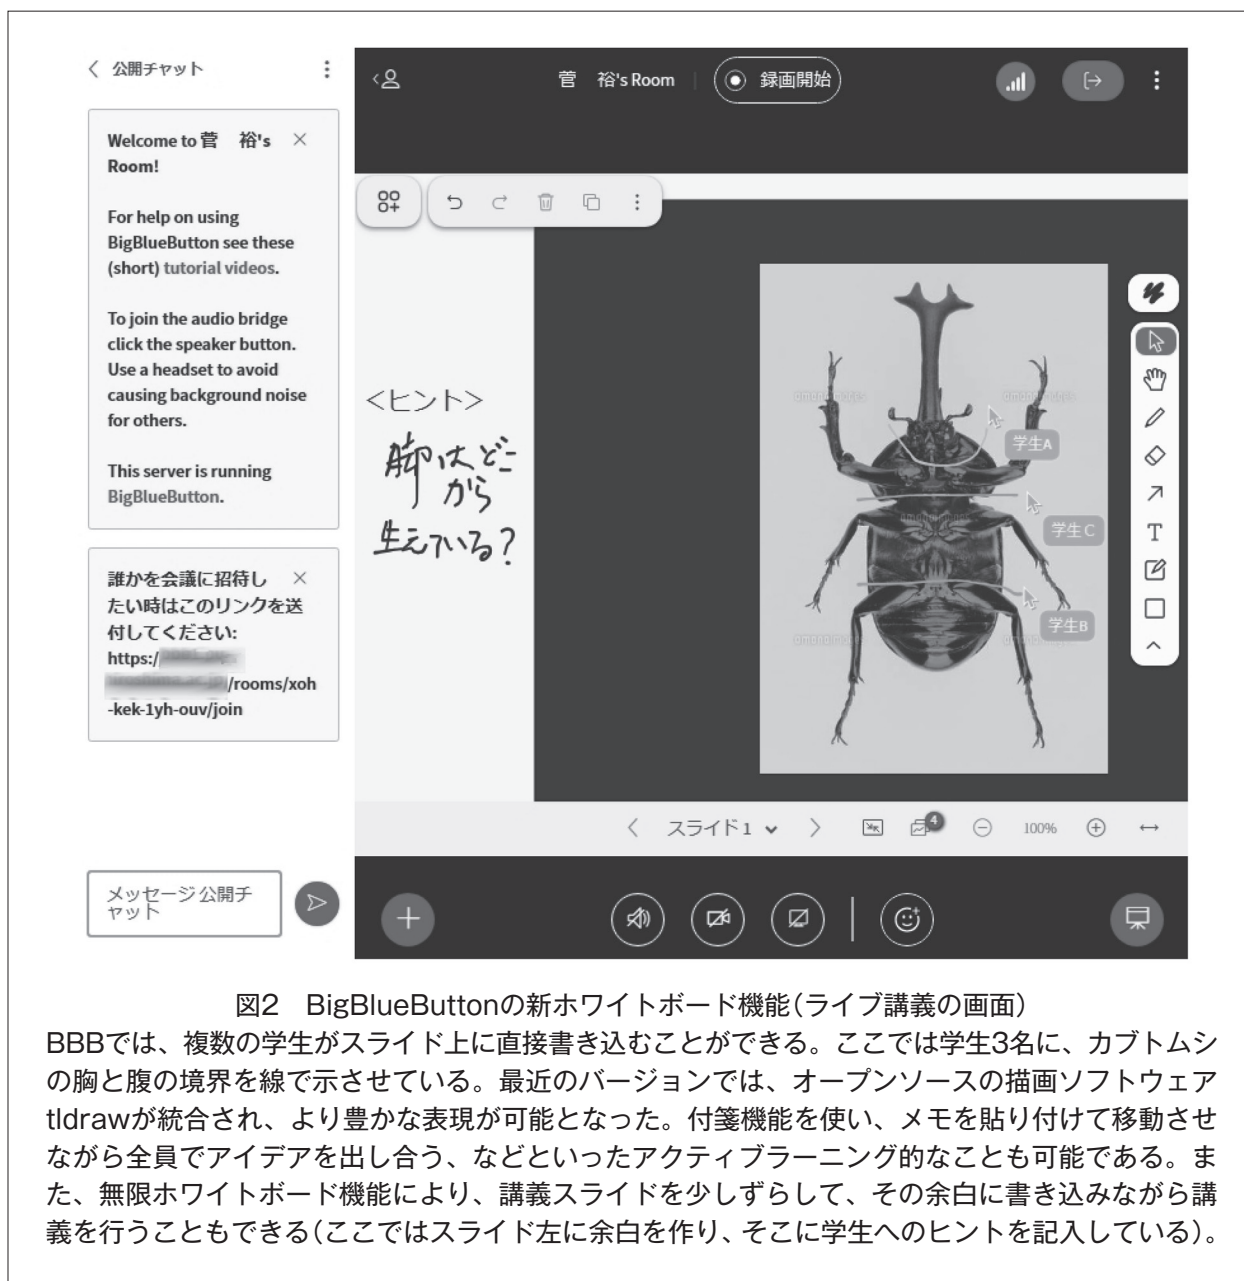 公開チャット
Welcome to 菅 裕's
Room!
For help on using
BigBlueButton see these
(short) tutorial videos.
To join the audio bridge
click the speaker button.
Use a headset to avoid
causing background noise
for others.
This server is running
BigBlueButton.
誰かを会議に招待し
たい時はこのリンクを送
付してください:
https:/
/rooms/xoh
-kek-1yh-ouv/join
メッセージ 公開チ
ャット
菅 裕's Room
録画開始
<ヒント>
脚はどこ
から
生えている?
amanaimages
amanaimages
学生A
学生C
学生B
amanaimages
amanaimages
スライド 1
4
100%
図2 BigBlueButtonの新ホワイトボード機能(ライブ講義の画面)
BBBでは、複数の学生がスライド上に直接書き込むことができる。ここでは学生3名に、カブトムシ
の胸と腹の境界を線で示させている。最近のバージョンでは、オープンソースの描画ソフトウェア
tldrawが統合され、より豊かな表現が可能となった。付箋機能を使い、メモを貼り付けて移動させ
ながら全員でアイデアを出し合う、などといったアクティブラーニング的なことも可能である。ま
た、無限ホワイトボード機能により、講義スライドを少しずらして、その余白に書き込みながら講
義を行うこともできる(ここではスライド左に余白を作り、そこに学生へのヒントを記入している)。